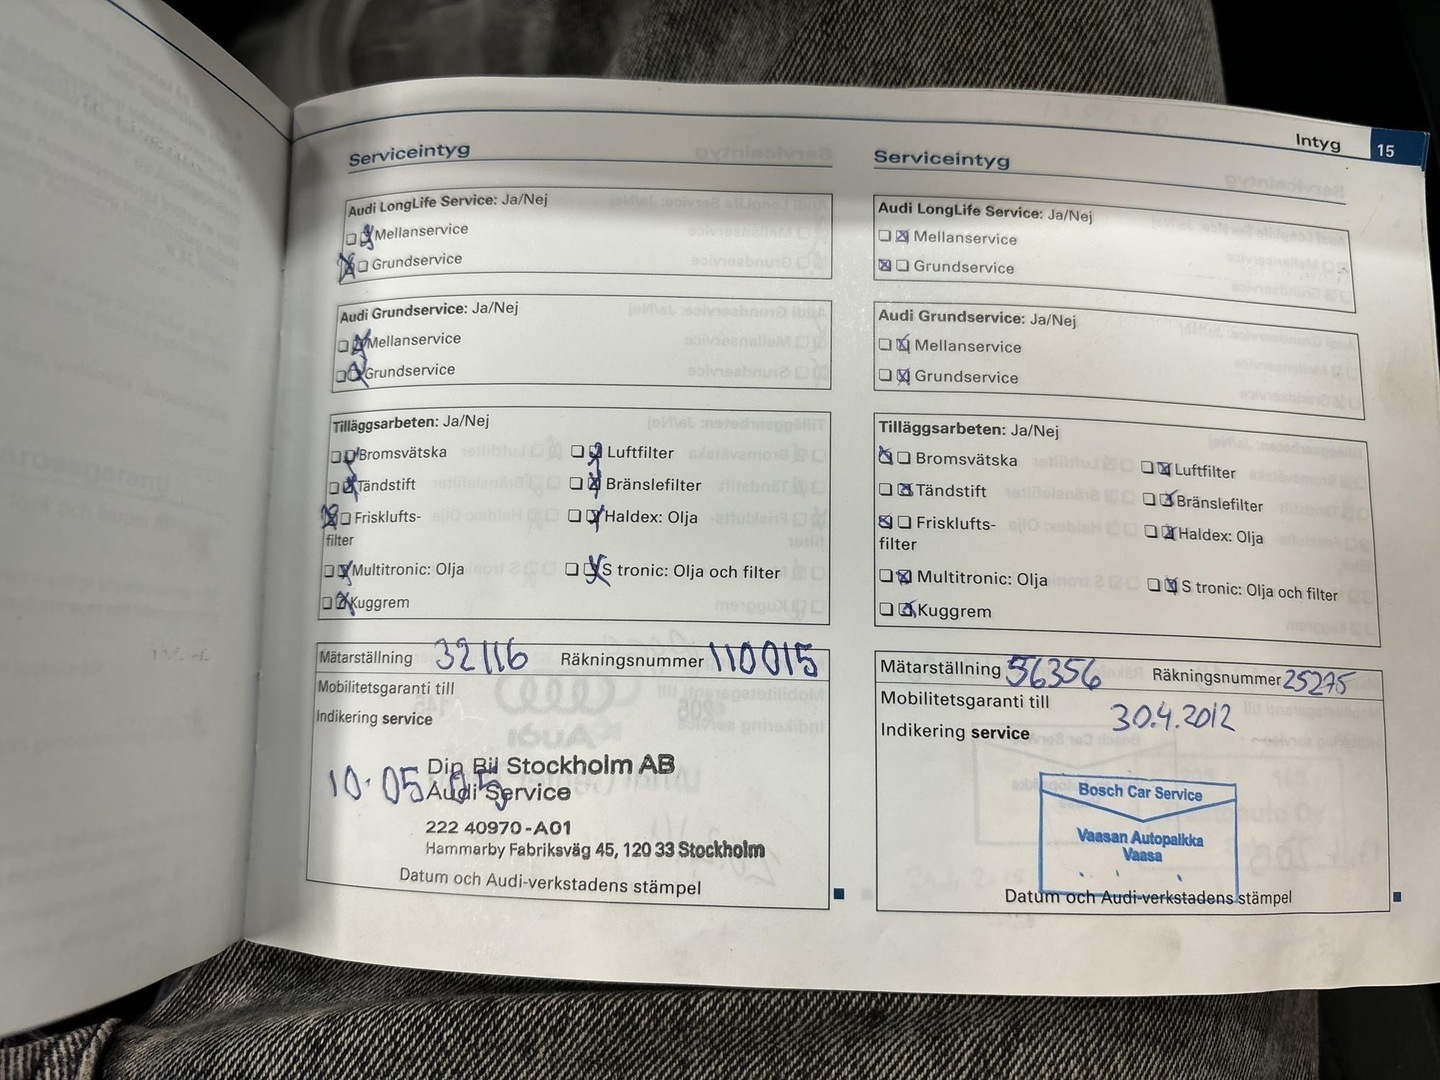 Intyg 15
Serviceintyg
Audi LongLife Service: Ja/Nej
Mellanservice
Grundservice
Audi Grundservice: Ja/Nej
Mellanservice
Grundservice
Tilläggsarbeten: Ja/Nej
Bromsvätska Luftfilter
Tändstift Bränslefilter
Frisklufts- Haldex: Olja
filter
Multitronic: Olja S tronic: Olja och filter
Kuggrem
Mätarställning 32116 Räkningsnummer 110015
Mobilitetsgaranti till
Indikering service
Din Bil Stockholm AB
10.05.05
Audi Service
222 40970-A01
Hammarby Fabriksväg 45, 120 33 Stockholm
Datum och Audi-verkstadens stämpel
Serviceintyg
Audi LongLife Service: Ja/Nej
Mellanservice
Grundservice
Audi Grundservice: Ja/Nej
Mellanservice
Grundservice
Tilläggsarbeten: Ja/Nej
Bromsvätska Luftfilter
Tändstift Bränslefilter
Frisklufts- Haldex: Olja
filter
Multitronic: Olja S tronic: Olja och filter
Kuggrem
Mätarställning 56356 Räkningsnummer 25275
Mobilitetsgaranti till
30.4.2012
Indikering service
Bosch Car Service
Vaasan Autopaikka
Vaasa
Datum och Audi-verkstadens stämpel